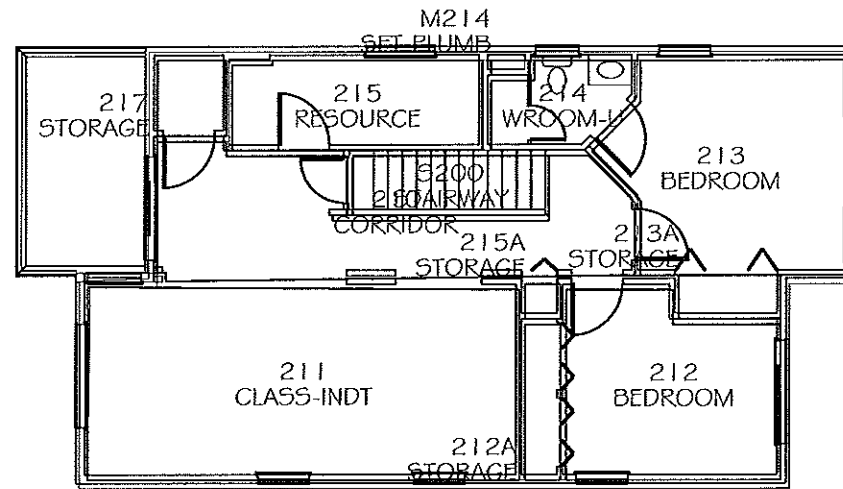 M214
SET PLUMB
217
STORAGE
215
RESOURCE
214
WROOM-U
213
BEDROOM
S200
STAIRWAY
CORRIDOR
215A
STORAGE
213A
STORAGE
211
CLASS-INDT
212
BEDROOM
212A
STORAGE